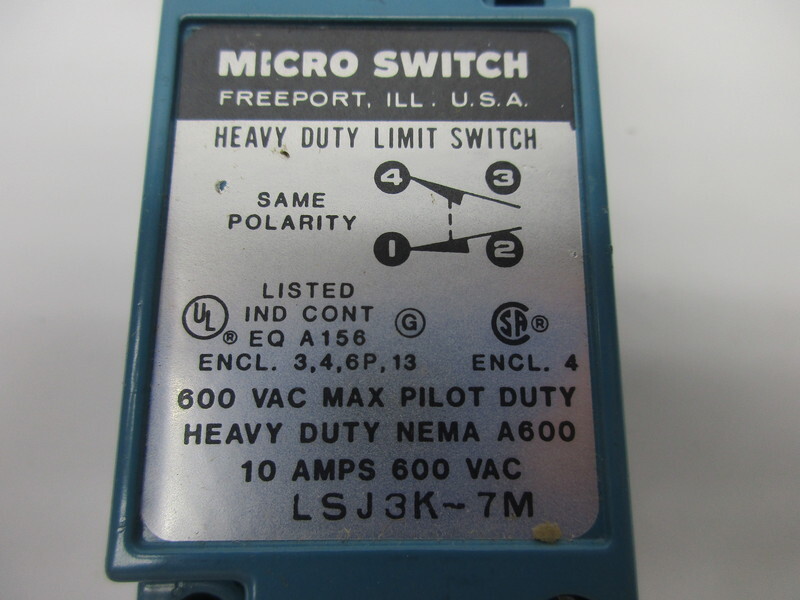 MICRO SWITCH
FREEPORT, ILL. U.S.A.
HEAVY DUTY LIMIT SWITCH
4 3
SAME
POLARITY
1 2
LISTED
UL® IND CONT G SA®
EQ A156
ENCL. 3,4,6P,13 ENCL. 4
600 VAC MAX PILOT DUTY
HEAVY DUTY NEMA A600
10 AMPS 600 VAC
LSJ3K~7M